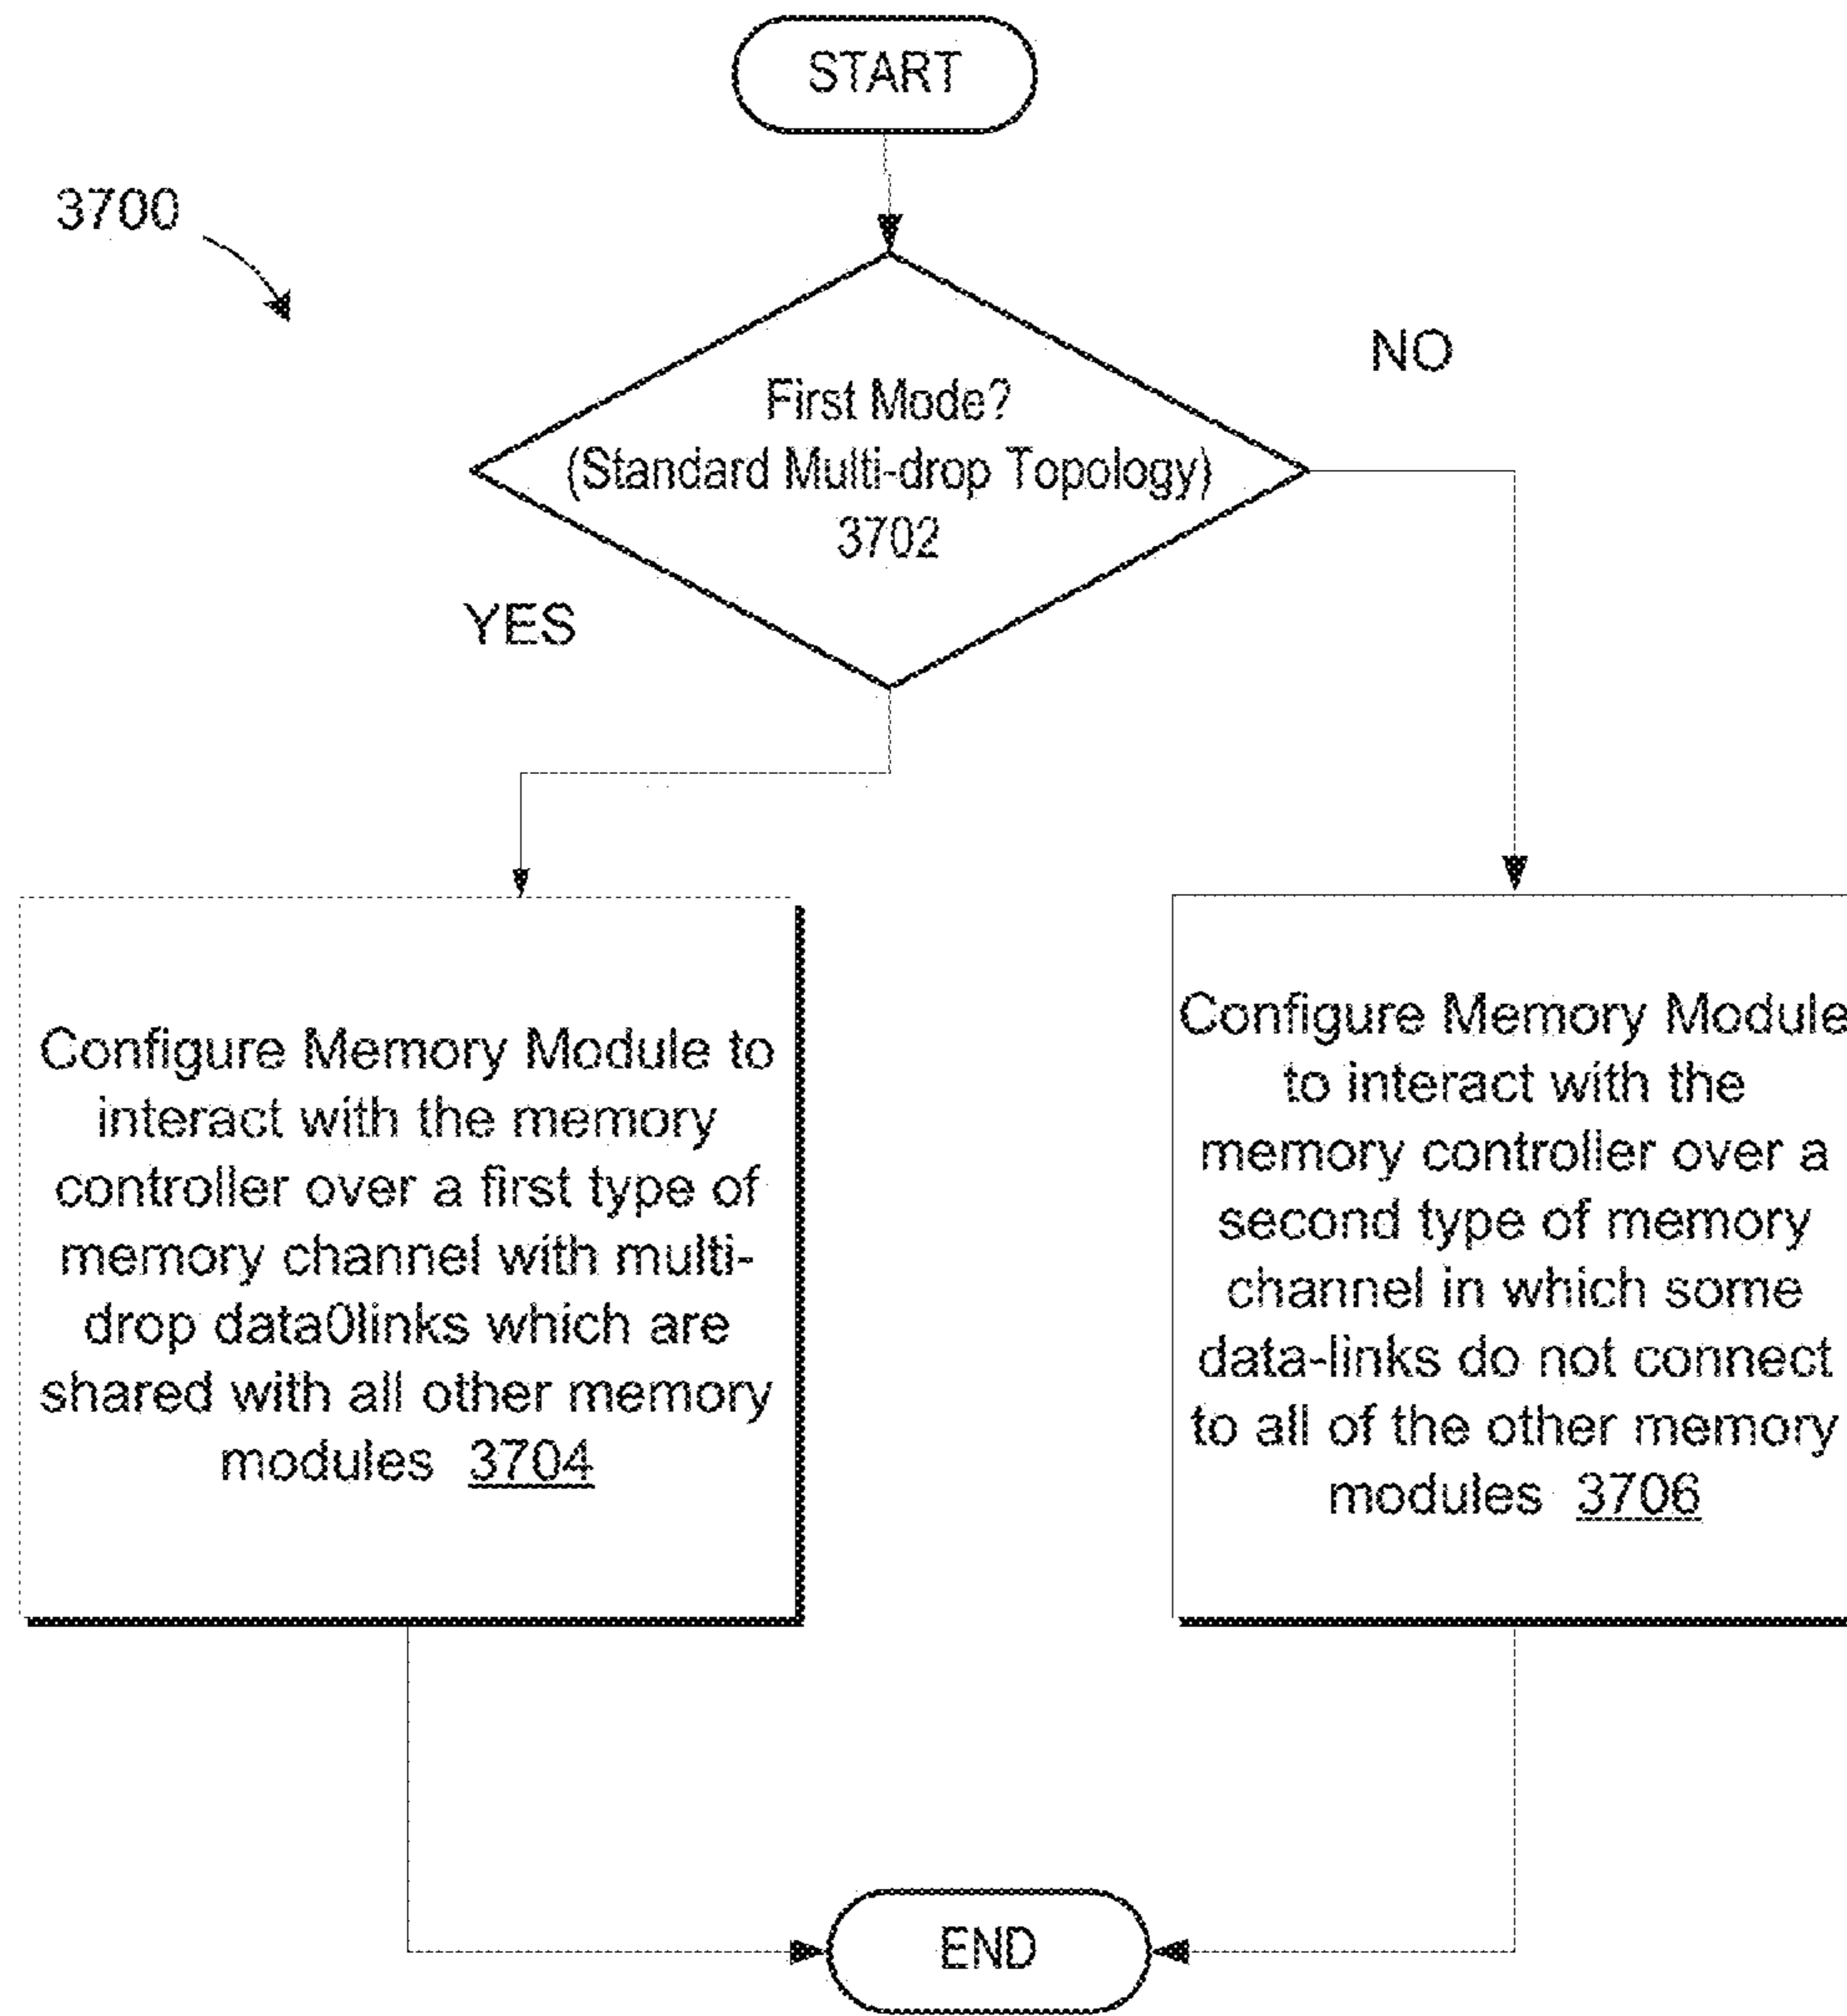 START
3700
First Mode?
(Standard Multi-drop Topology)
3702
NO
YES
Configure Memory Module to
interact with the memory
controller over a first type of
memory channel with multi-
drop data0links which are
shared with all other memory
modules 3704
Configure Memory Module
to interact with the
memory controller over a
second type of memory
channel in which some
data-links do not connect
to all of the other memory
modules 3706
END